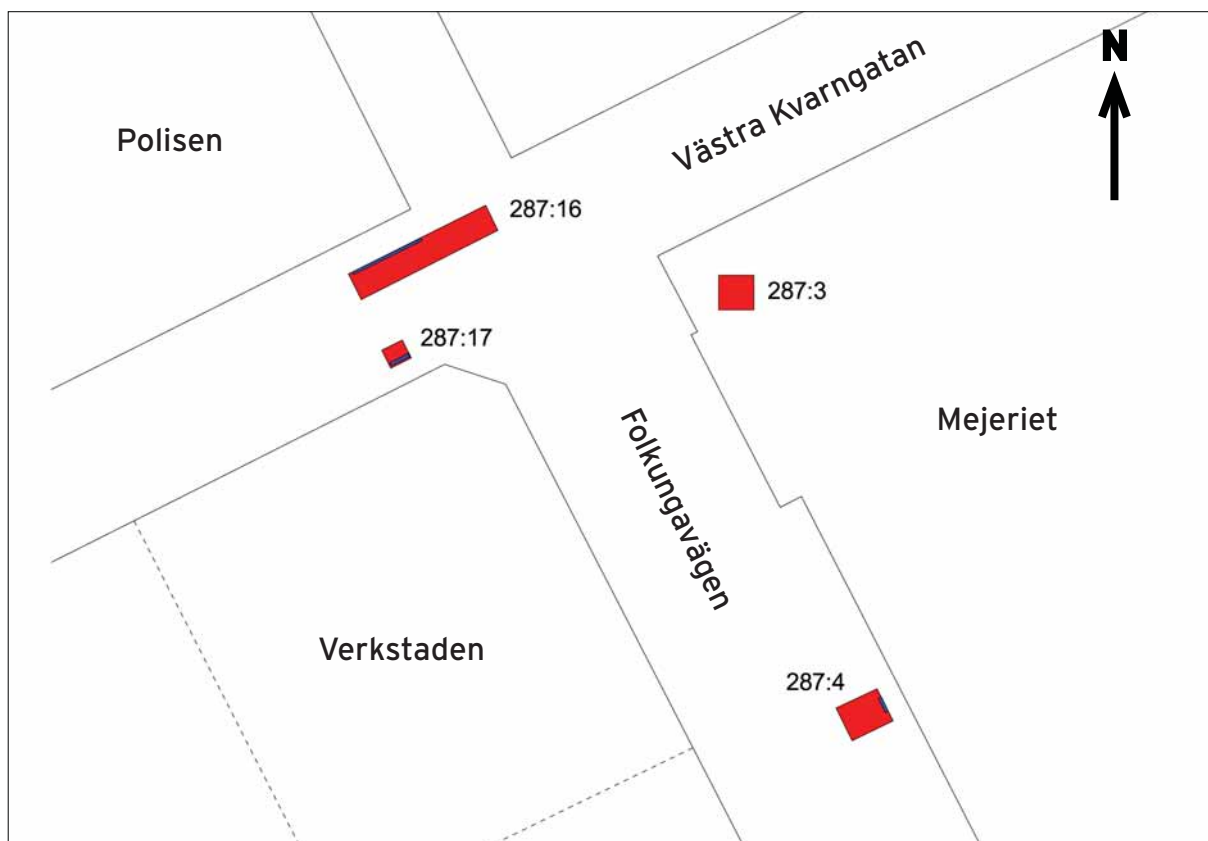 N
Västra Kvarngatan
Polisen
287:16
287:3
287:17
Mejeriet
Folkungavägen
Verkstaden
287:4